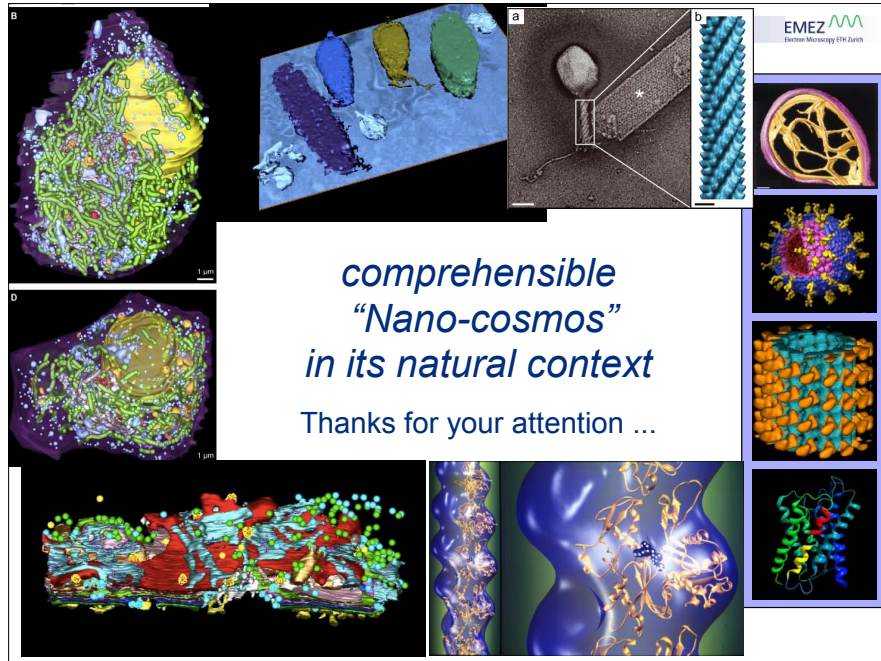 B
a
b
*
EMEZ
Electron Microscopy ETH Zurich
1 µm
comprehensible
“Nano-cosmos”
in its natural context
D
1 µm
Thanks for your attention ...